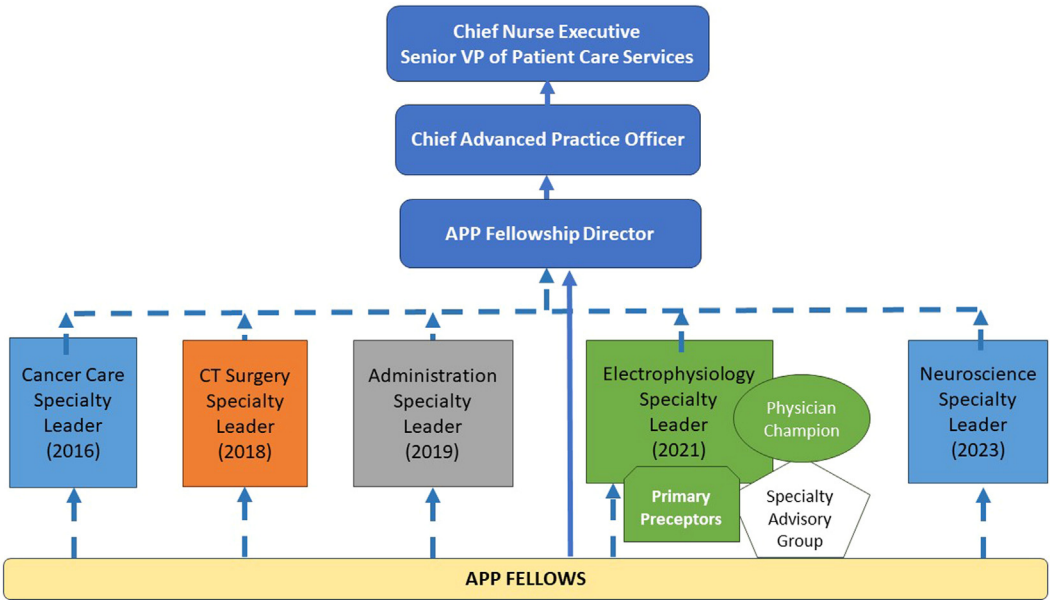 Chief Nurse Executive
Senior VP of Patient Care Services
Chief Advanced Practice Officer
APP Fellowship Director
Cancer Care
Specialty
Leader
(2016)
CT Surgery
Specialty
Leader
(2018)
Administration
Specialty
Leader
(2019)
Electrophysiology
Specialty
Leader
(2021)
Physician
Champion
Primary
Preceptors
Specialty
Advisory
Group
Neuroscience
Specialty
Leader
(2023)
APP FELLOWS